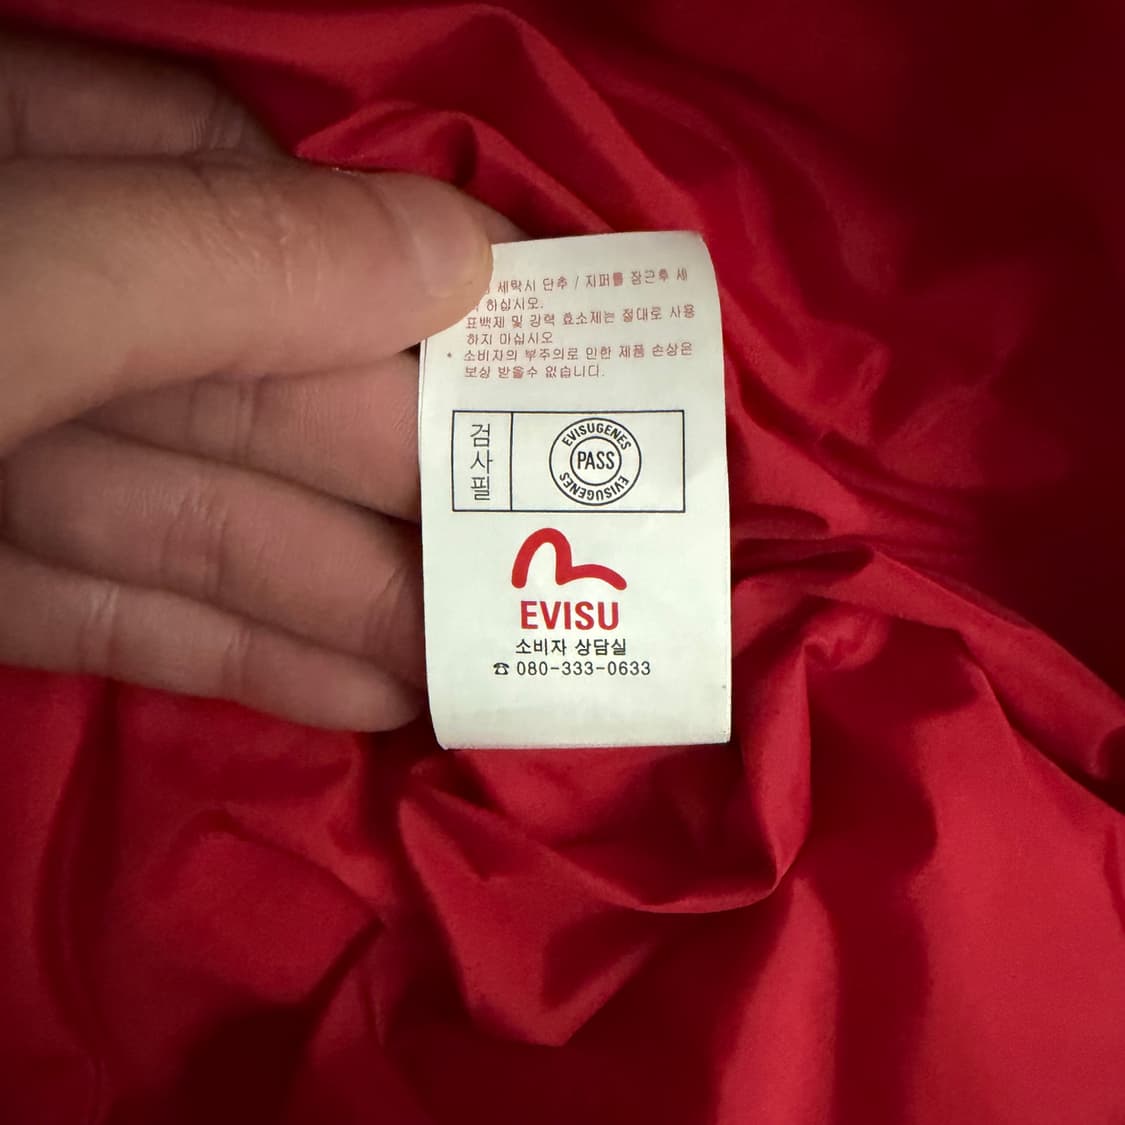 세탁시 단추 / 지퍼를 잠근후 세
하십시오.
표백제 및 강력 효소제는 절대로 사용
하지 마십시오
* 소비자의 부주의로 인한 제품 손상은
보상 받을수 없습니다.
검사필
EVISUGENES
PASS
EVISUGENES
EVISU
소비자 상담실
☎ 080-333-0633